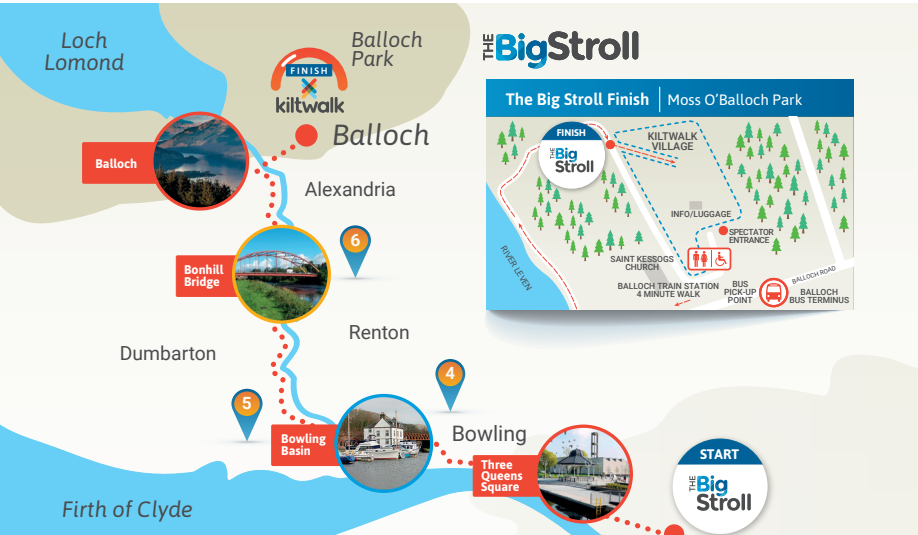 Loch
Lomond
Balloch
Park
FINISH
kiltwalk
Balloch
Balloch
Alexandria
6
Bonhill
Bridge
Renton
Dumbarton
4
5
Bowling
Bowling
Basin
Three
Queens
Square
START
THE Big
Stroll
Firth of Clyde
THE BigStroll
The Big Stroll Finish | Moss O'Balloch Park
FINISH
THE Big
Stroll
KILTWALK
VILLAGE
INFO/LUGGAGE
SPECTATOR
ENTRANCE
RIVER LEVEN
SAINT KESSOGS
CHURCH
BALLOCH TRAIN STATION
4 MINUTE WALK
BUS
PICK-UP
POINT
BALLOCH ROAD
BALLOCH
BUS TERMINUS